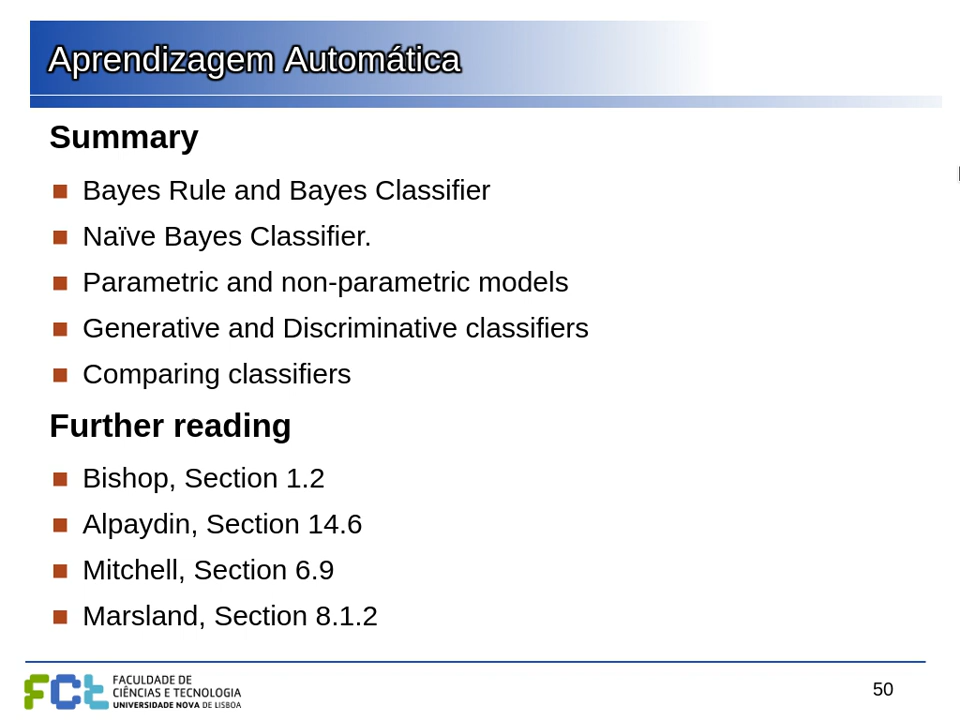 Aprendizagem Automática
Summary
Bayes Rule and Bayes Classifier
Naïve Bayes Classifier.
Parametric and non-parametric models
Generative and Discriminative classifiers
Comparing classifiers
Further reading
Bishop, Section 1.2
Alpaydin, Section 14.6
Mitchell, Section 6.9
Marsland, Section 8.1.2
FCt
FACULDADE DE
CIÊNCIAS E TECNOLOGIA
UNIVERSIDADE NOVA DE LISBOA
50